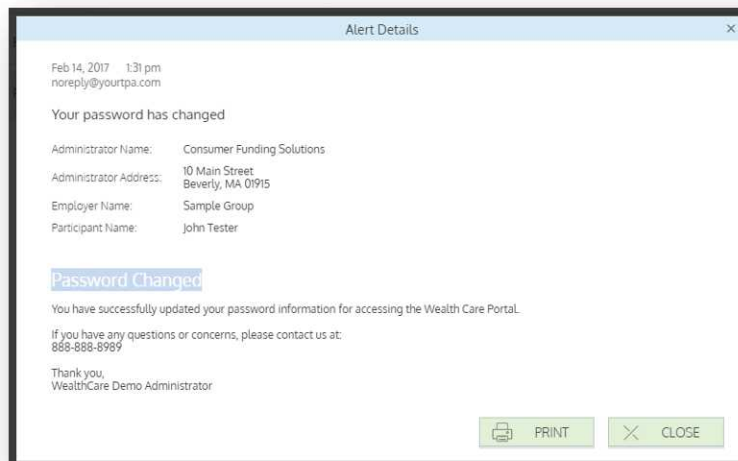 Alert Details
Feb 14, 2017 1:31 pm
noreply@yourtpa.com
Your password has changed
Administrator Name: Consumer Funding Solutions
Administrator Address: 10 Main Street
Beverly, MA 01915
Employer Name: Sample Group
Participant Name: John Tester
Password Changed
You have successfully updated your password information for accessing the Wealth Care Portal.
If you have any questions or concerns, please contact us at:
888-888-8989
Thank you,
WealthCare Demo Administrator
PRINT CLOSE